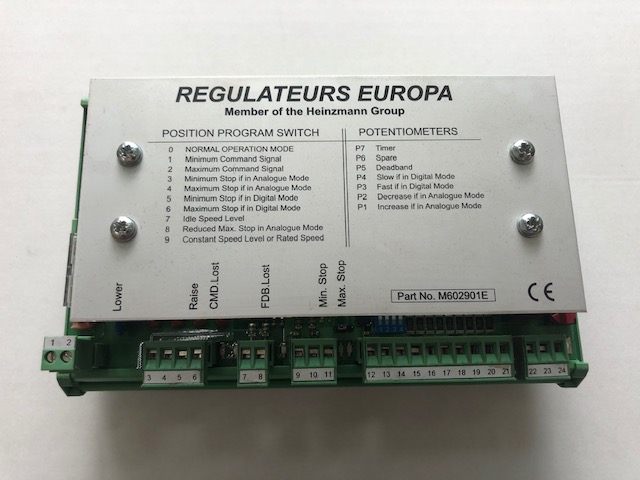 REGULATEURS EUROPA
Member of the Heinzmann Group
POSITION PROGRAM SWITCH
0 NORMAL OPERATION MODE
1 Minimum Command Signal
2 Maximum Command Signal
3 Minimum Stop if in Analogue Mode
4 Maximum Stop if in Analogue Mode
5 Minimum Stop if in Digital Mode
6 Maximum Stop if in Digital Mode
7 Idle Speed Level
8 Reduced Max. Stop in Analogue Mode
9 Constant Speed Level or Rated Speed
POTENTIOMETERS
P7 Timer
P6 Spare
P5 Deadband
P4 Slow if in Digital Mode
P3 Fast if in Digital Mode
P2 Decrease if in Analogue Mode
P1 Increase if in Analogue Mode
Lower
Raise
CMD.Lost
FDB.Lost
Min. Stop
Max. Stop
Part No. M602901E
CE
1 2
3 4 5 6
7 8
9 10 11
12 13 14 15 16 17 18 19 20 21
22 23 24